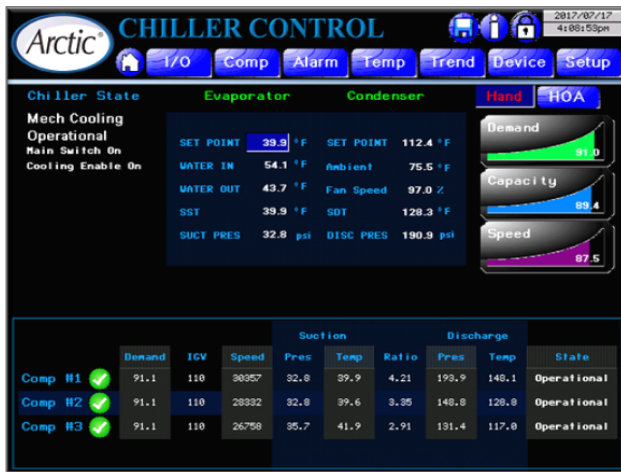 Arctic®
CHILLER CONTROL
2017/07/17
4:08:53pm
I/O Comp Alarm Temp Trend Device Setup
Chiller State Evaporator Condenser Hand HOA
Mech Cooling
Operational
Main Switch On
Cooling Enable On
SET POINT 39.9 °F SET POINT 112.4 °F
WATER IN 54.1 °F Ambient 75.5 °F
WATER OUT 43.7 °F Fan Speed 97.0 %
SST 39.9 °F SDT 128.3 °F
SUCT PRES 32.8 psi DISC PRES 190.9 psi
Demand
91.0
Capacity
89.4
Speed
87.5
Suction Discharge
Demand IGV Speed Pres Temp Ratio Pres Temp State
Comp #1 91.1 110 30357 32.8 39.9 4.21 193.9 148.1 Operational
Comp #2 91.1 110 28332 32.8 39.6 3.35 148.8 128.8 Operational
Comp #3 91.1 110 26758 35.7 41.9 2.91 131.4 117.0 Operational